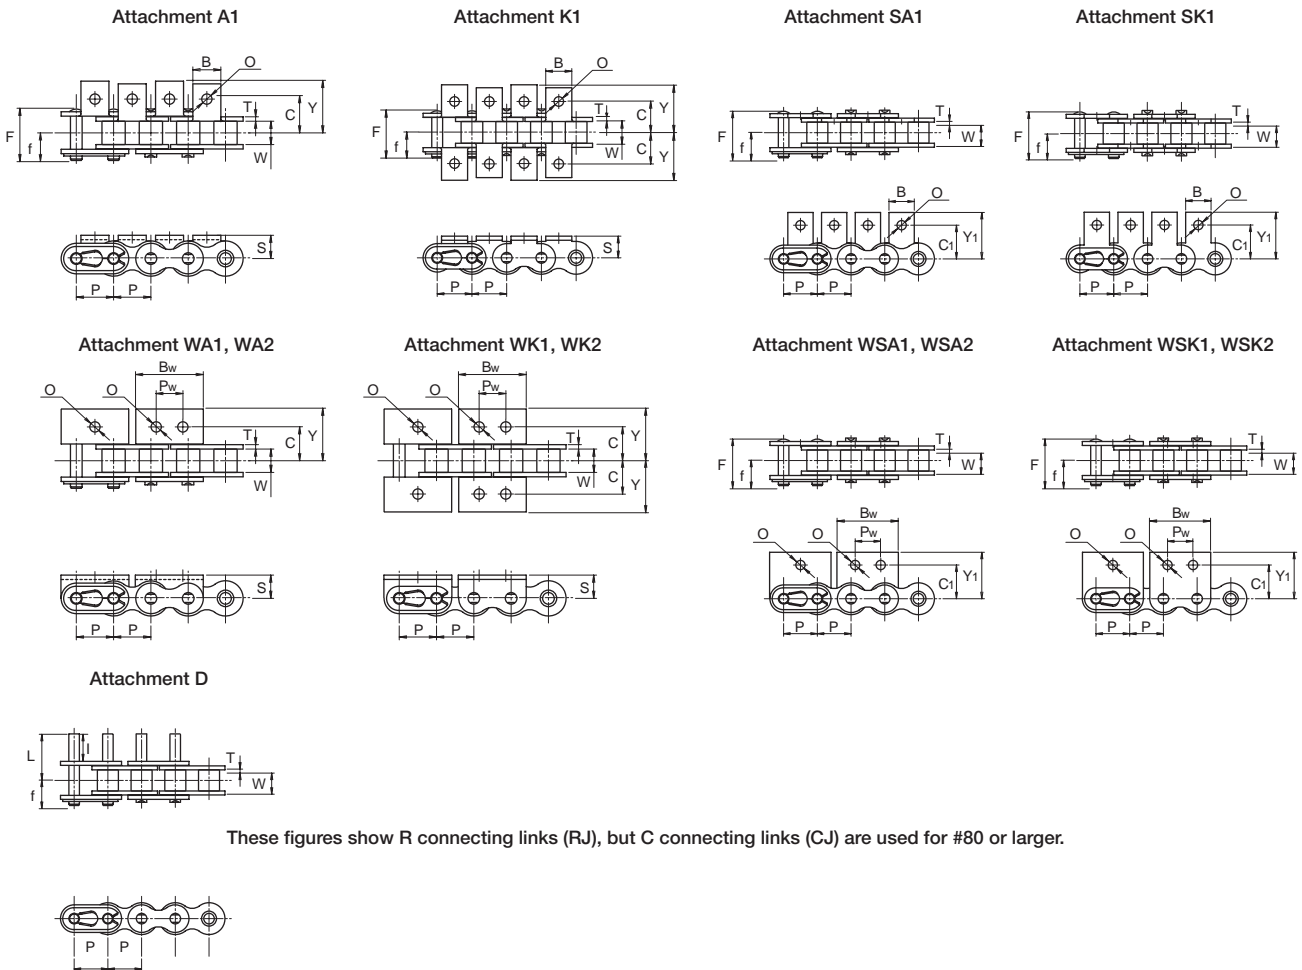 Attachment A1
Attachment K1
Attachment SA1
Attachment SK1
B O
T C Y
F f W
S
P P
B O
T C Y
F f W C Y
S
P P
T
F f W
B O
C1 Y1
P P
T
F f W
B O
C1 Y1
P P
Attachment WA1, WA2
Attachment WK1, WK2
Attachment WSA1, WSA2
Attachment WSK1, WSK2
Bw
O O Pw
T C Y
W
S
P P
Bw
O O Pw
T C Y
W C Y
S
P P
T
F f W
Bw
O O Pw
C1 Y1
P P
T
F f W
Bw
O O Pw
C1 Y1
P P
Attachment D
L l T
f W
These figures show R connecting links (RJ), but C connecting links (CJ) are used for #80 or larger.
P P